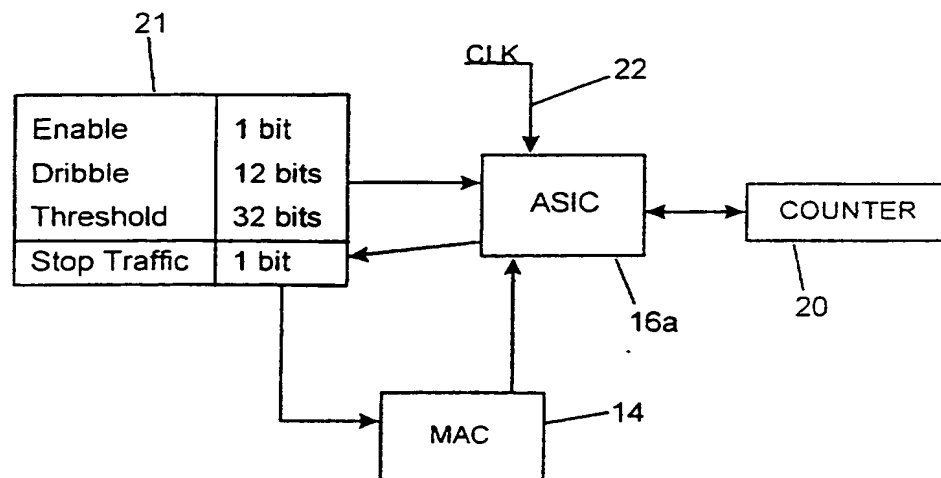 21
CLK
22
Enable 1 bit
Dribble 12 bits
Threshold 32 bits
Stop Traffic 1 bit
ASIC
COUNTER
16a
20
MAC
14